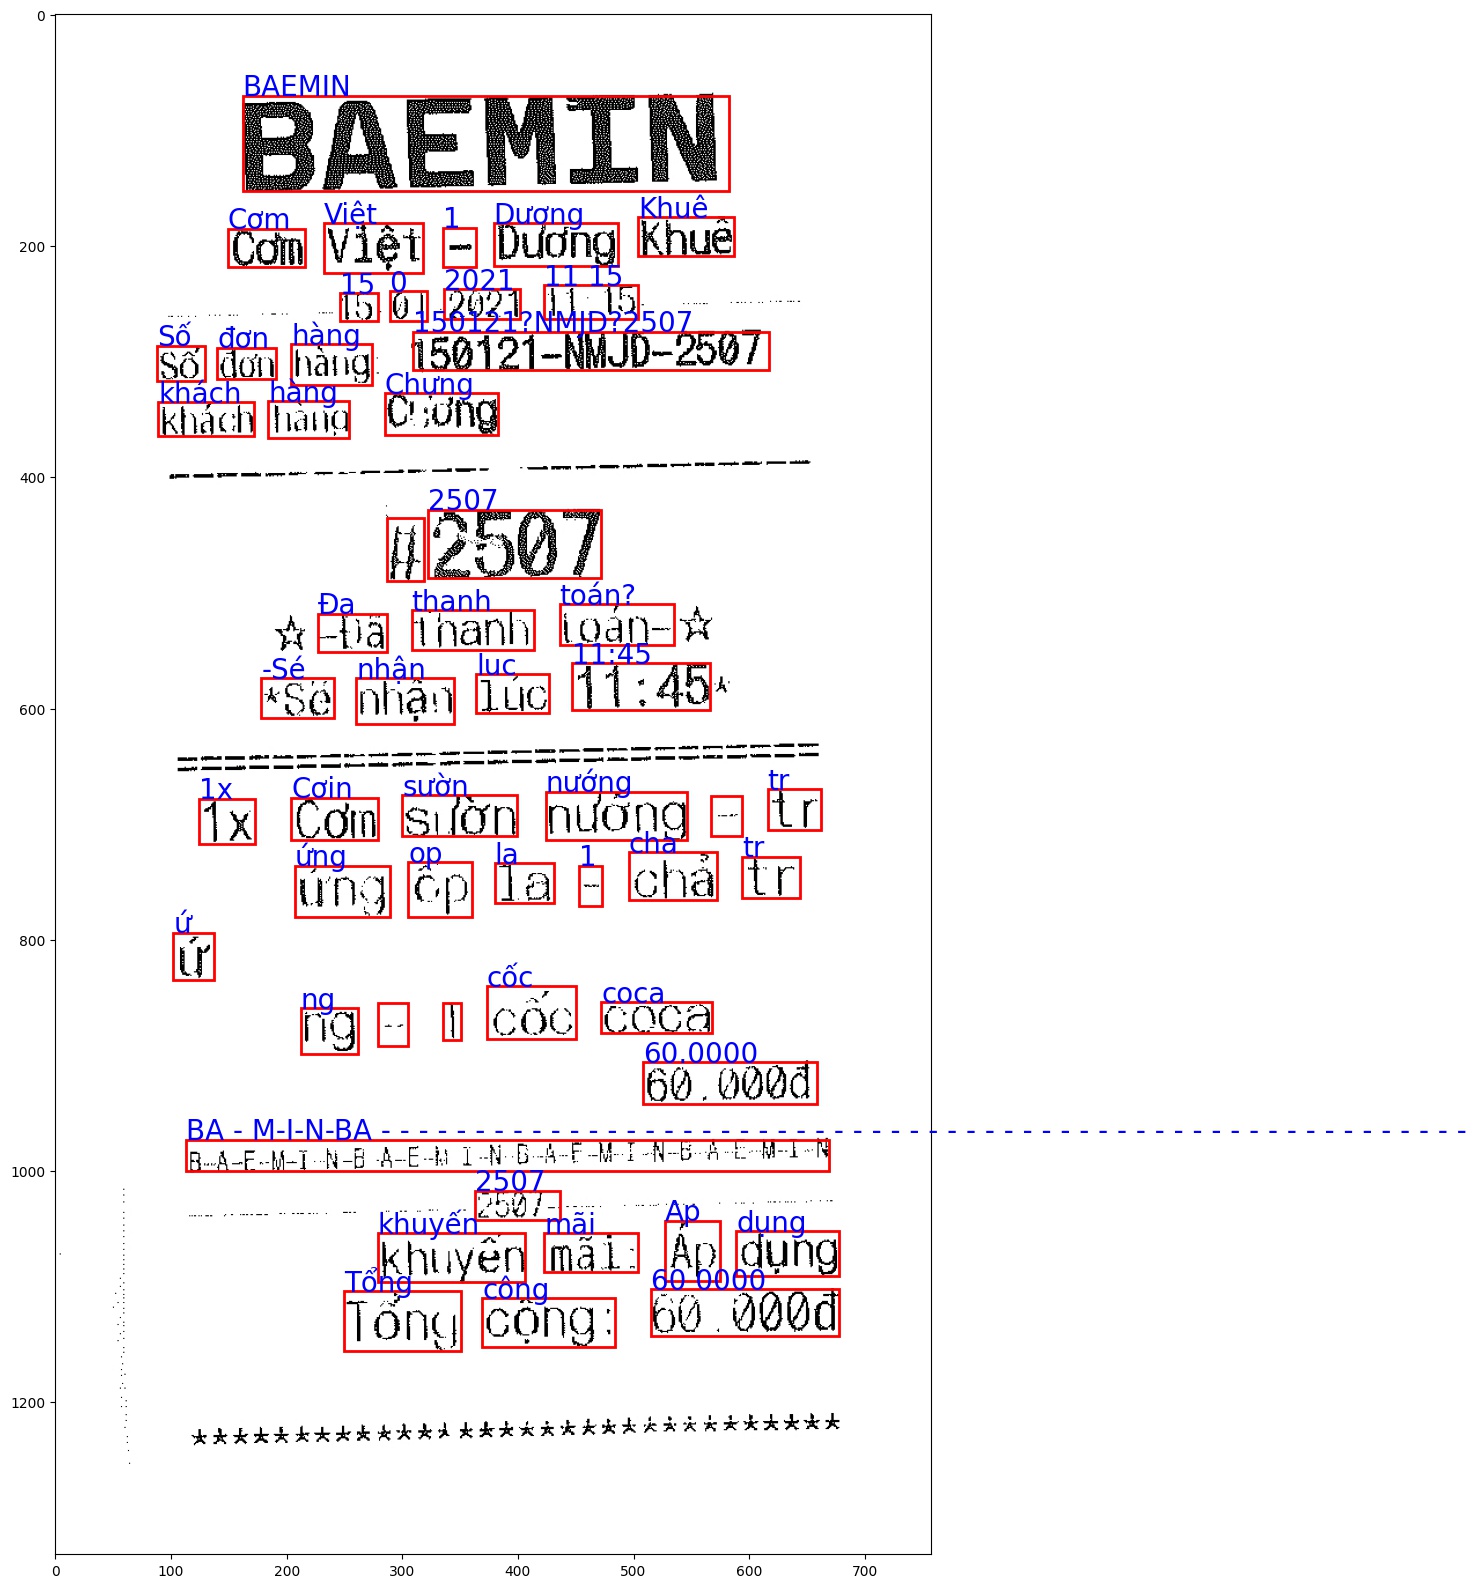 0
BAEMIN
BAEMIN
Cơm Việt 1 Dương Khuê
200
Cơm Việt - Dương Khuê
15 0 2021 11 15
15 01 2021 11 15
Số đơn hàng 150121?NMJD?2507
Số đơn hàng 150121-NMJD-2507
khách hàng Chưng
khách hàng
400
2507
#2507
Đa thanh toán?
☆-Đã thanh toán-☆
-Sé nhận luc 11:45
*Sẽ nhận lúc 11:45*
600
1x Cơin sườn nướng tr
1x Cơm sườn nướng - tr
ứng op la 1 cha tr
ứng ốp la - chả tr
ứ
800
ứ
ng cốc coca
ng - 1 cốc coca
60.0000
60.000đ
BA - M-I-N-BA - - - - - - - - - - - - - - - - - - - - - - - - - - - - - - - - - - - - - - - - - - - - - - - - - - - - - - - -
B-A-E-M-I-N-B-A-E-M-I-N-B-A-E-M-I-N-B-A-E-M-I-N
1000
2507
2507
khuyến mãi Ap dụng
khuyến mãi: Áp dụng
Tổng công 60 0000
Tổng cộng: 60.000đ
1200
********************************
0 100 200 300 400 500 600 700